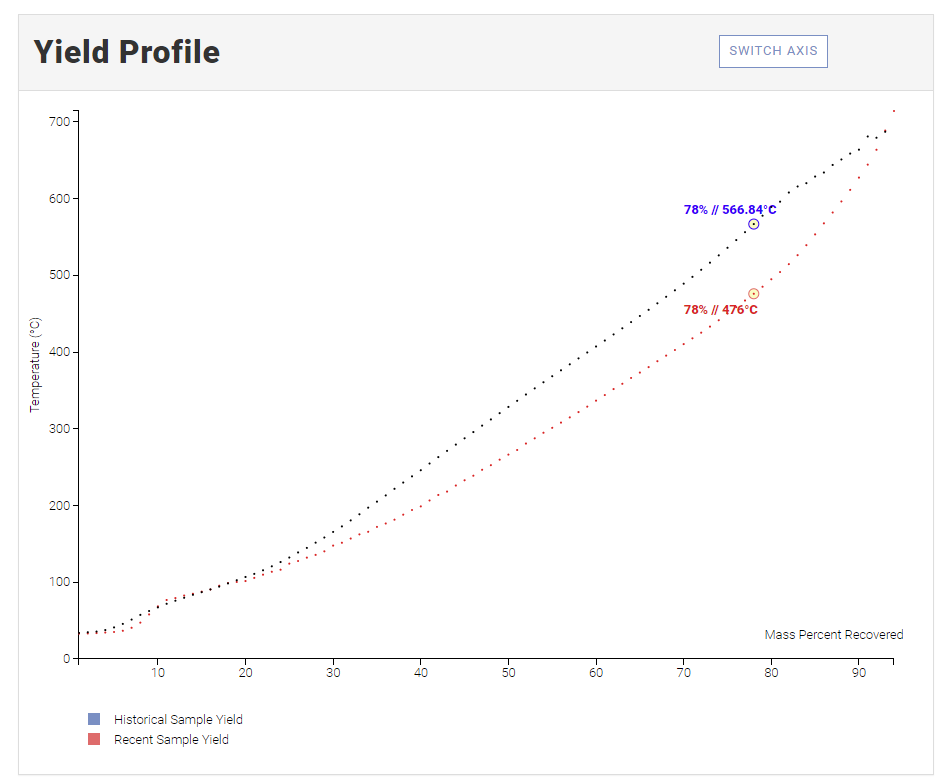 Yield Profile
SWITCH AXIS
700
600
500
400
300
200
100
0
Temperature (°C)
78% // 566.84°C
78% // 476°C
Mass Percent Recovered
10 20 30 40 50 60 70 80 90
Historical Sample Yield
Recent Sample Yield